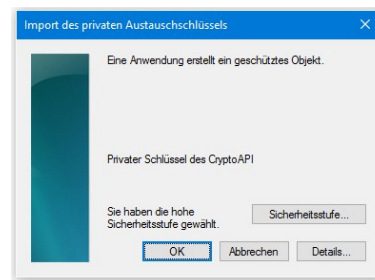 Import des privaten Austauschschlüssels
Eine Anwendung erstellt ein geschütztes Objekt.
Privater Schlüssel des CryptoAPI
Sie haben die hohe
Sicherheitsstufe gewählt.
Sicherheitsstufe...
OK Abbrechen Details...